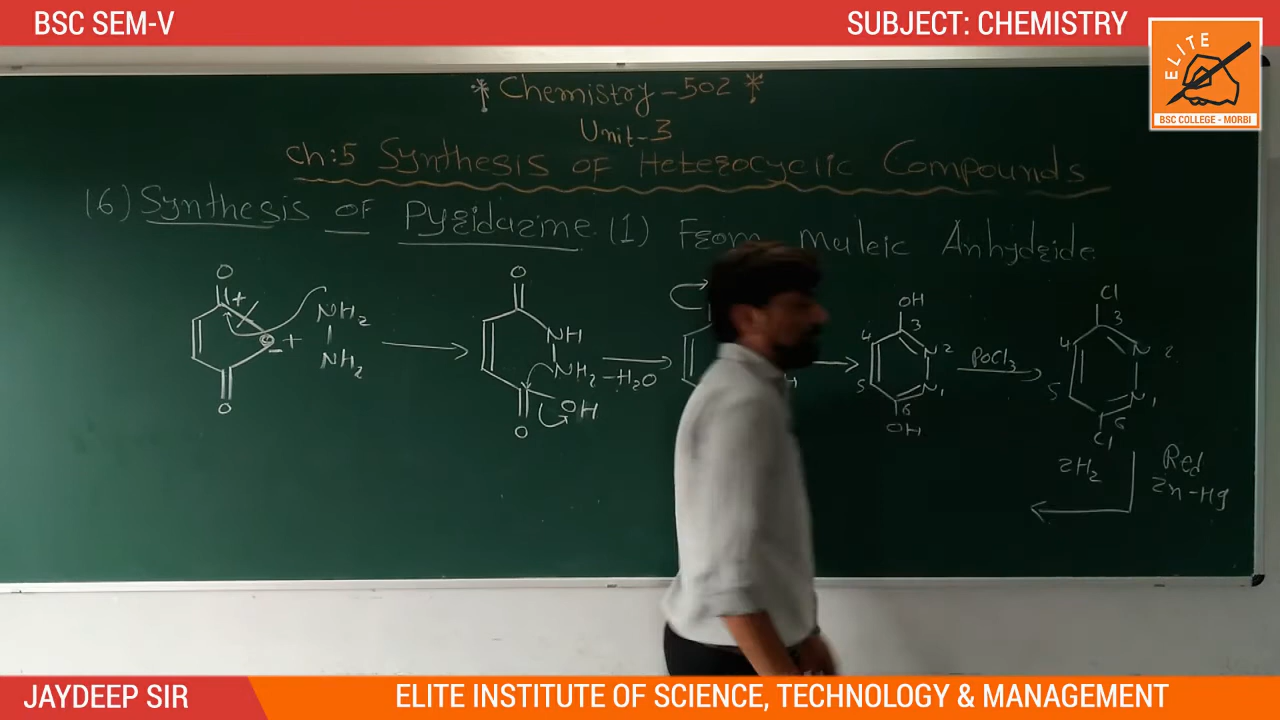 BSC SEM-V
SUBJECT: CHEMISTRY
ELITE
BSC COLLEGE - MORBI
* Chemistry-502 *
Unit-3
Ch:5 Synthesis of Heterocyclic Compounds
(6) Synthesis of Pyridazine (1) From Maleic Anhydride
O
+
O
- +
O
NH2
NH2
O
NH
NH2
OH
O
-H2O
H
OH
3
4
N 2
5
N 1
6
OH
POCl3
Cl
3
4
N 2
5
N 1
6
Cl
2H2
Red
Zn-Hg
JAYDEEP SIR
ELITE INSTITUTE OF SCIENCE, TECHNOLOGY & MANAGEMENT